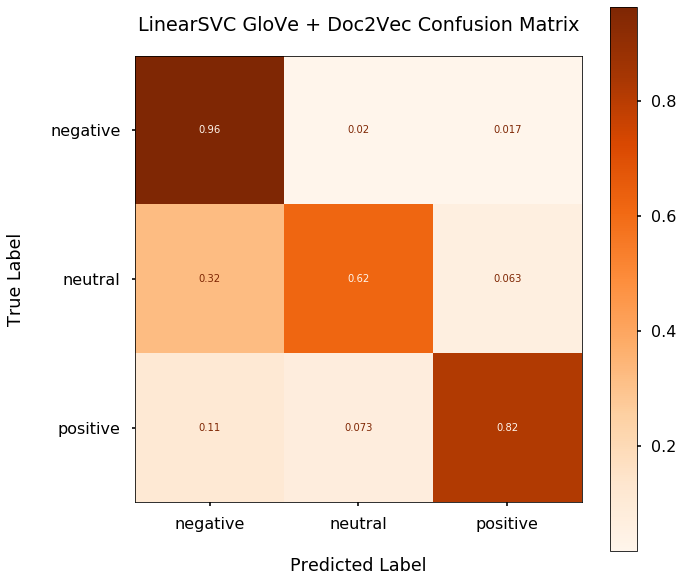 LinearSVC GloVe + Doc2Vec Confusion Matrix
True Label
negative 0.96 0.02 0.017
neutral 0.32 0.62 0.063
positive 0.11 0.073 0.82
negative neutral positive
Predicted Label
0.8
0.6
0.4
0.2